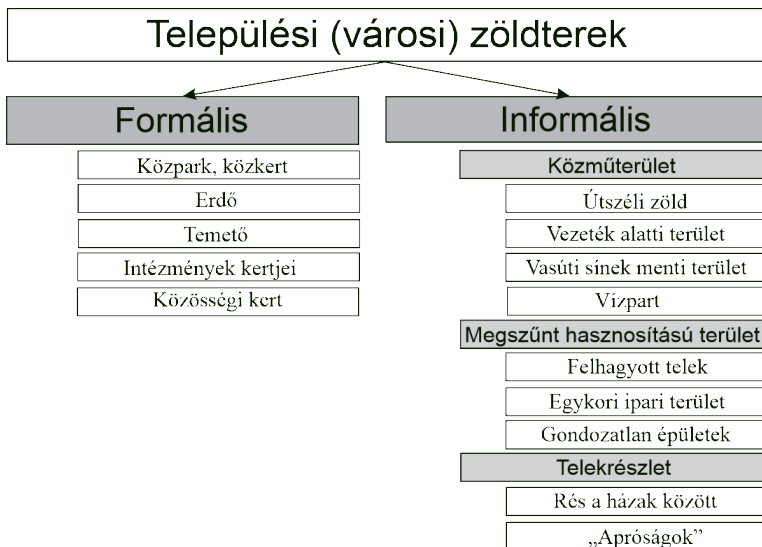 Települési (városi) zöldterek
Formális
Közpark, közkert
Erdő
Temető
Intézmények kertjei
Közösségi kert
Informális
Közműterület
Útszéli zöld
Vezeték alatti terület
Vasúti sínek menti terület
Vízpart
Megszűnt hasznosítású terület
Felhagyott telek
Egykori ipari terület
Gondozatlan épületek
Telekrészlet
Rés a házak között
„Apróságok”